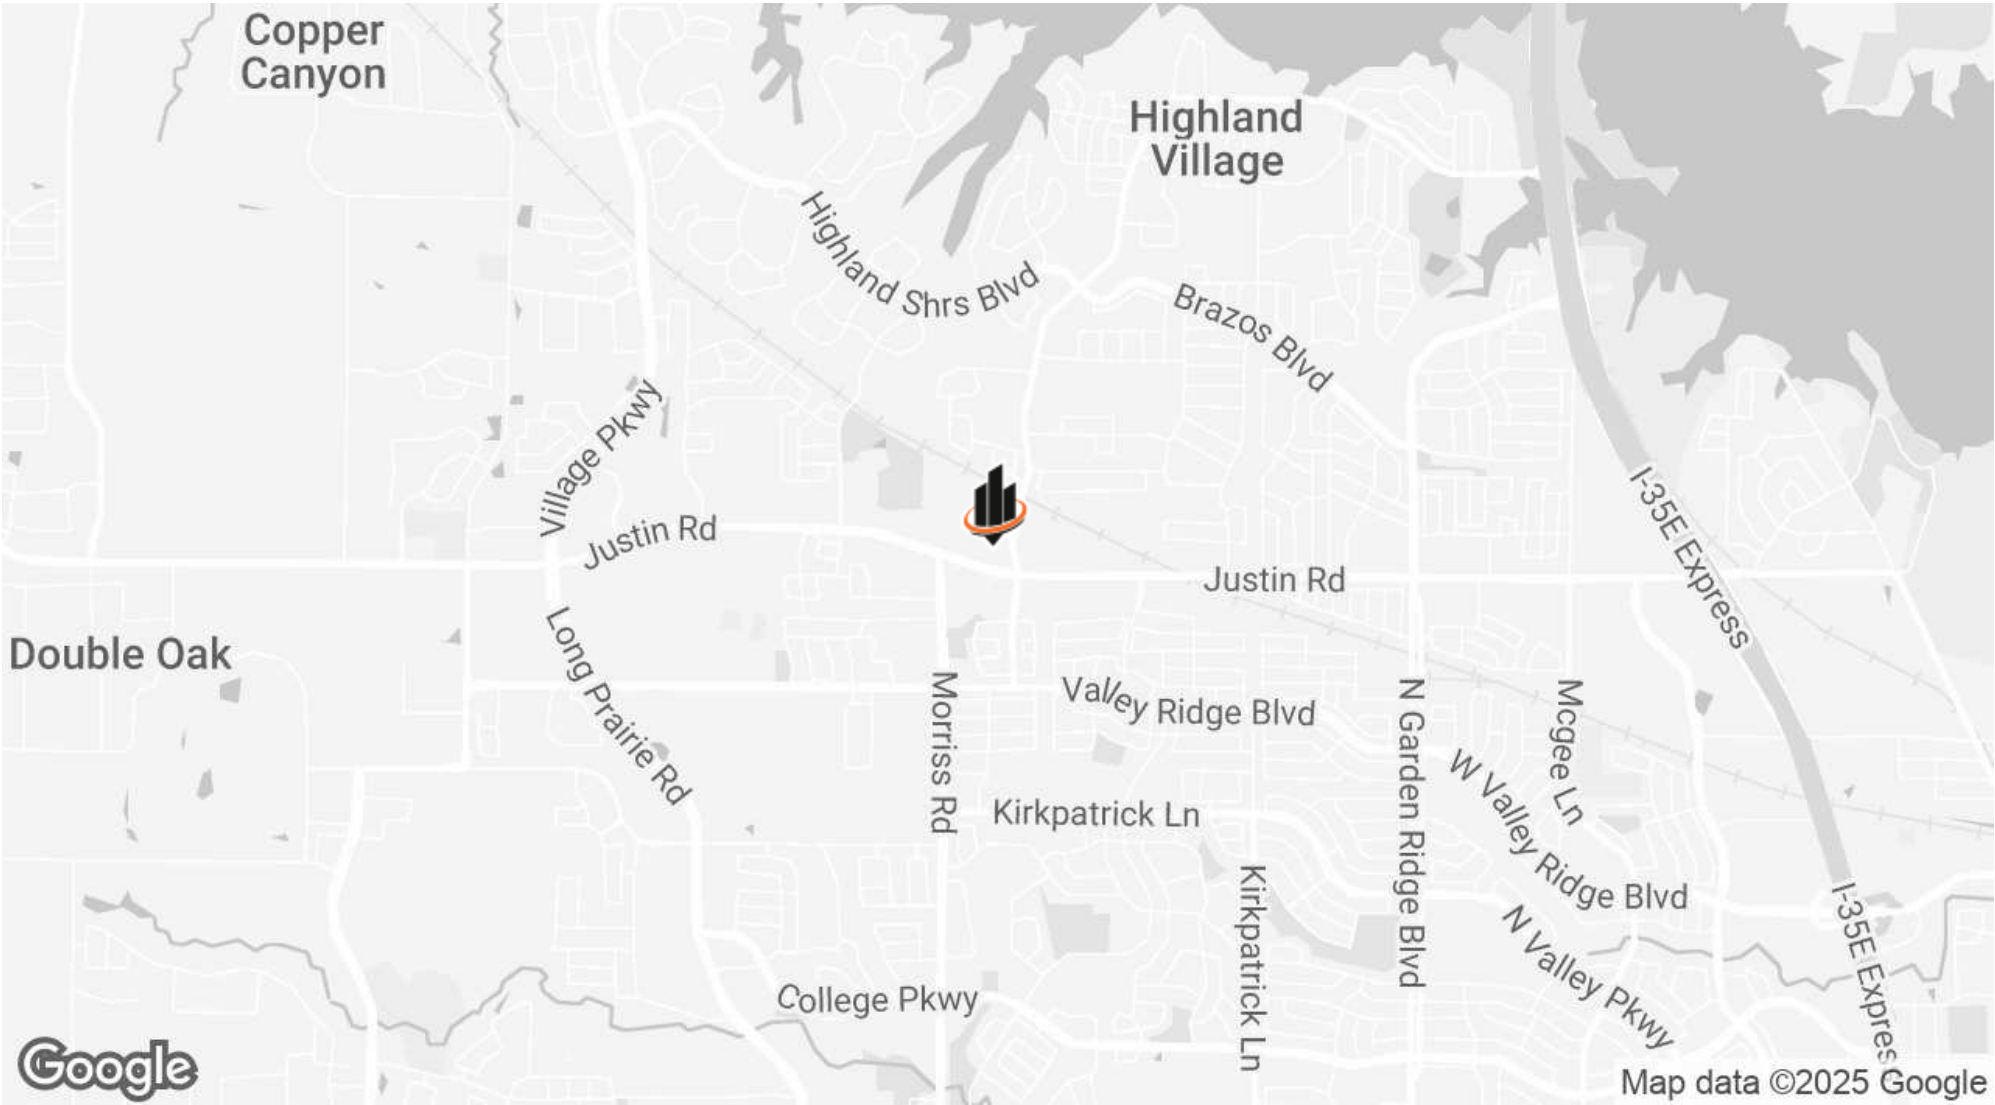 Copper
Canyon
Highland
Village
Highland Shrs Blvd
Brazos Blvd
Village Pkwy
Justin Rd
I-35E Express
Justin Rd
Double Oak
Long Prairie Rd
Morriss Rd
Valley Ridge Blvd
N Garden Ridge Blvd
Mcgee Ln
W Valley Ridge Blvd
Kirkpatrick Ln
Kirkpatrick Ln
N Valley Pkwy
I-35E Express
College Pkwy
Google
Map data ©2025 Google